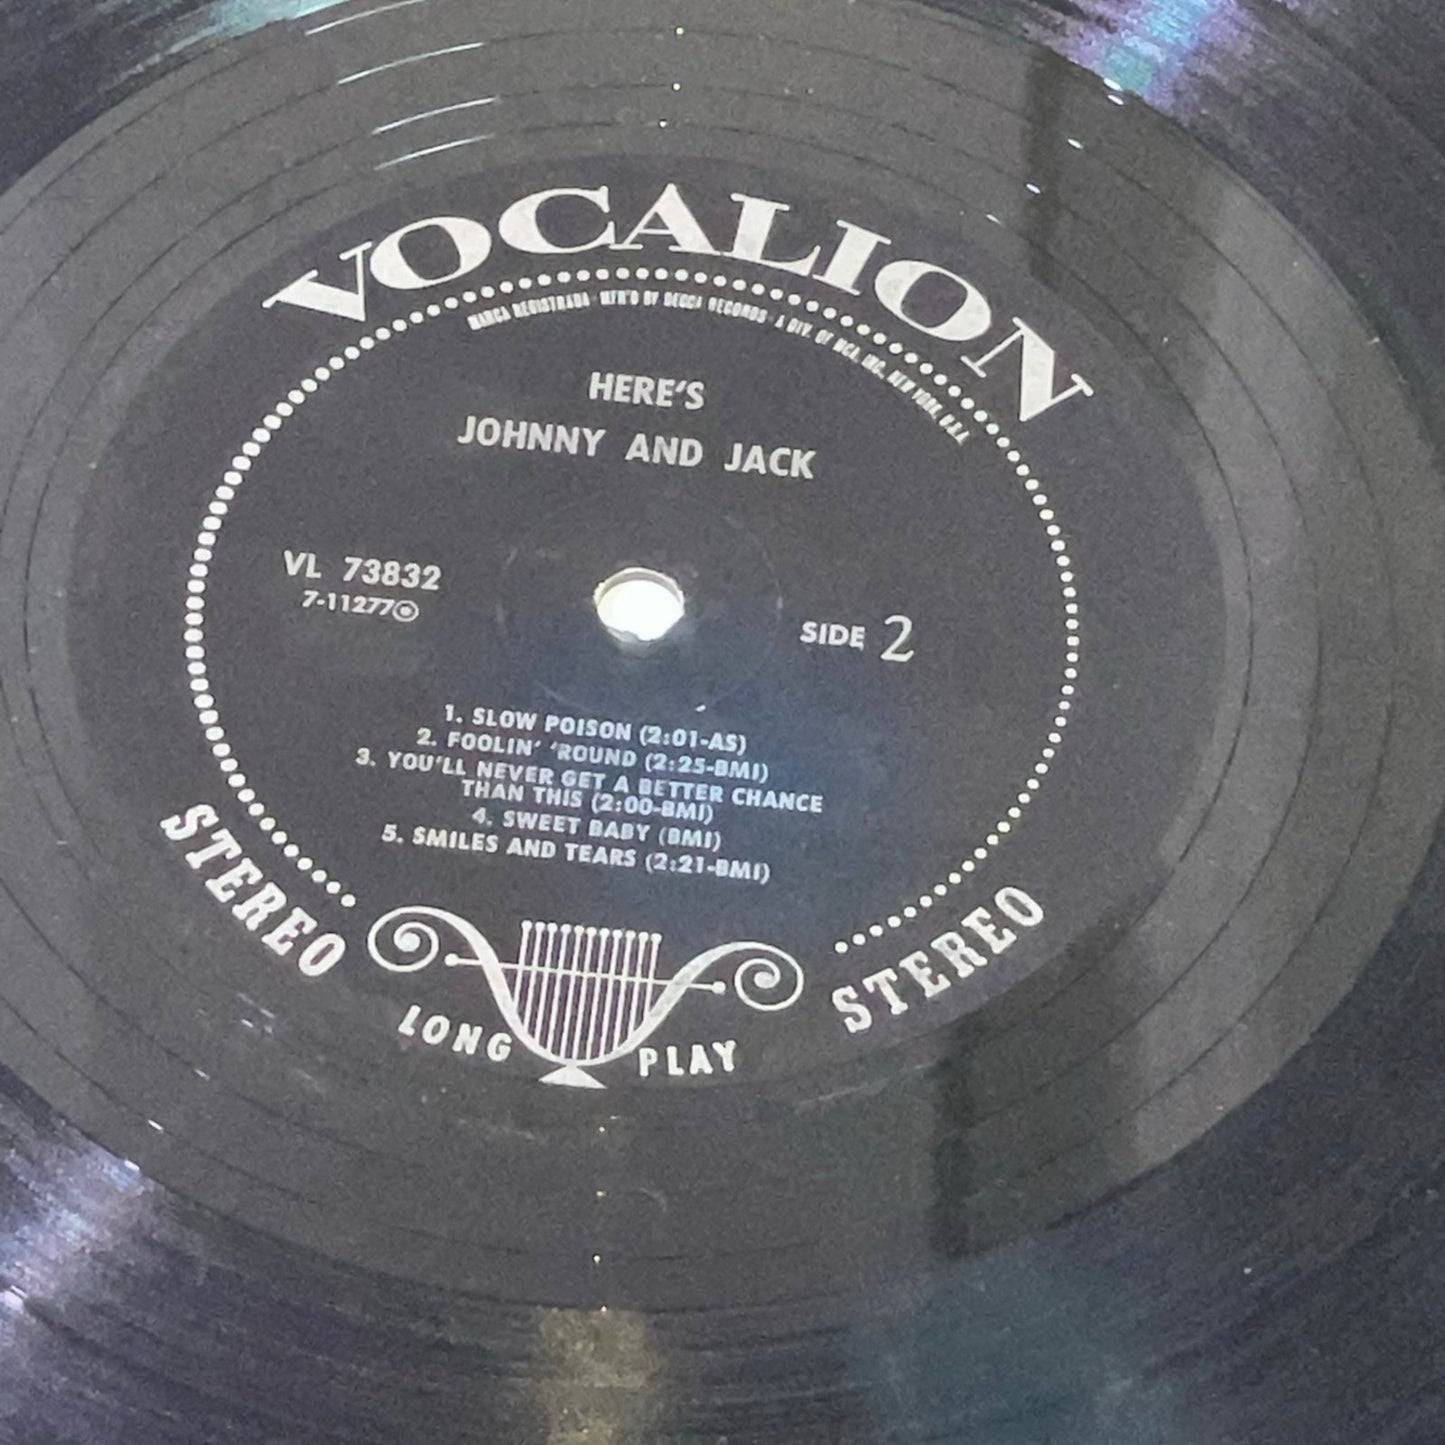 VOCALION
MARCA REGISTRADA · MFR'D BY DECCA RECORDS · A DIV. OF MCA, INC., NEW YORK, U.S.A.
HERE'S
JOHNNY AND JACK
VL 73832
7-11277
SIDE 2
1. SLOW POISON (2:01-AS)
2. FOOLIN' 'ROUND (2:25-BMI)
3. YOU'LL NEVER GET A BETTER CHANCE
THAN THIS (2:00-BMI)
4. SWEET BABY (BMI)
5. SMILES AND TEARS (2:21-BMI)
STEREO
LONG PLAY
STEREO